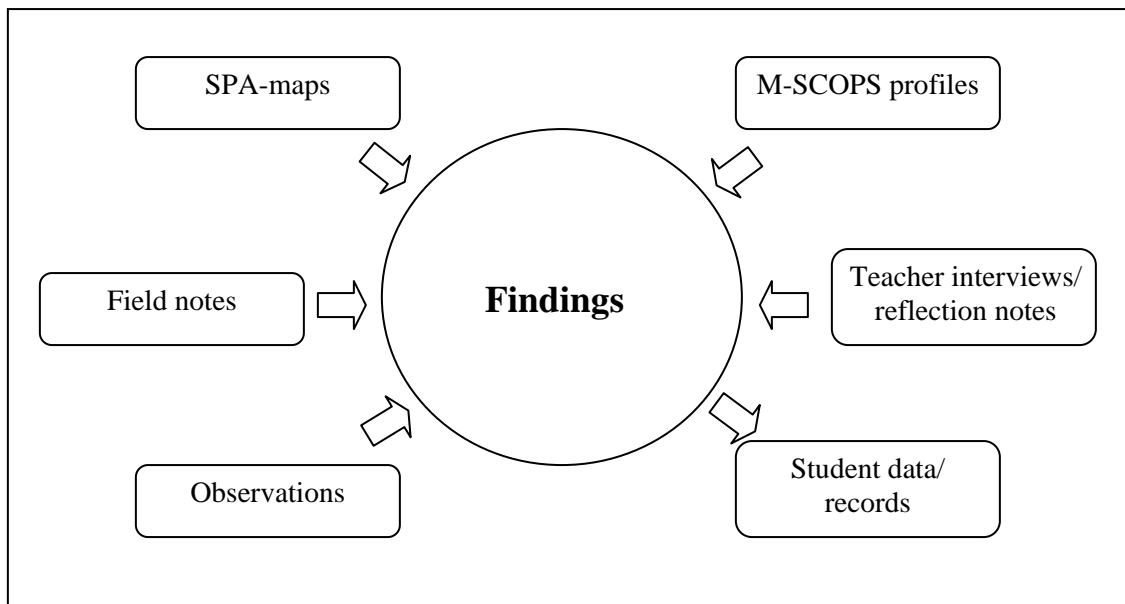 SPA-maps
M-SCOPS profiles
Field notes
Findings
Teacher interviews/
reflection notes
Observations
Student data/
records